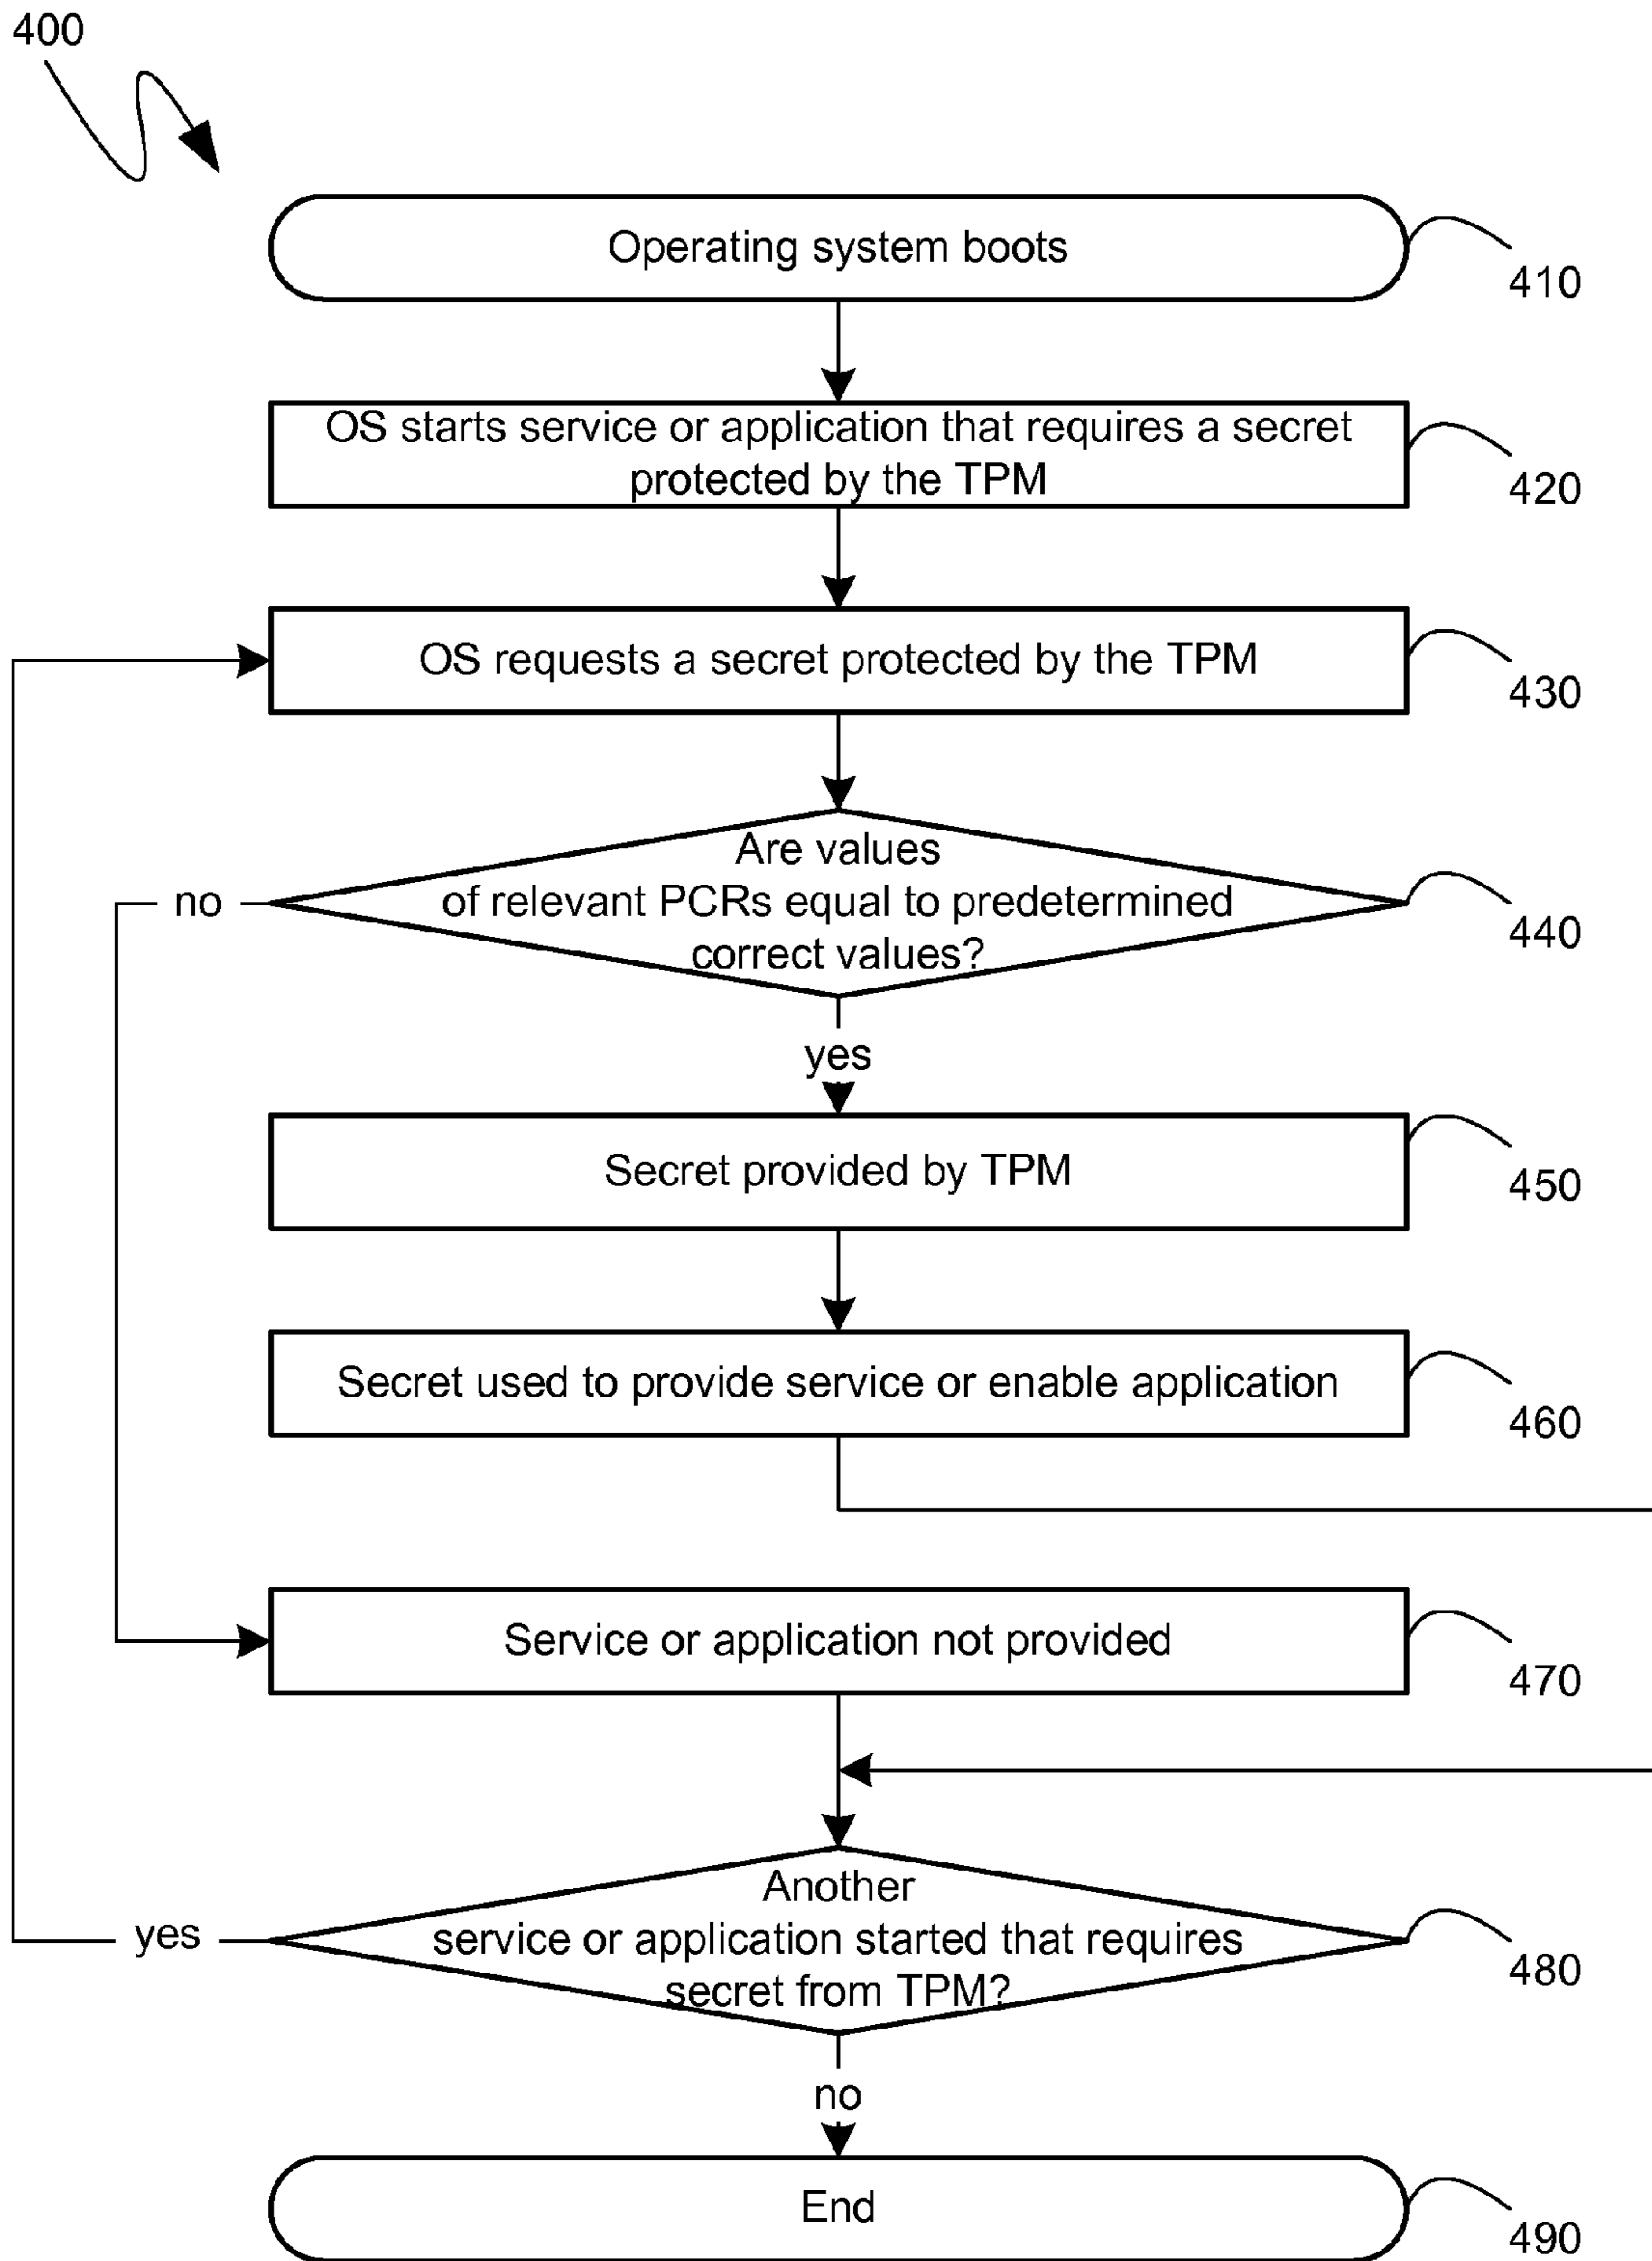 400
Operating system boots
410
OS starts service or application that requires a secret
protected by the TPM
420
OS requests a secret protected by the TPM
430
Are values
of relevant PCRs equal to predetermined
correct values?
no
440
yes
Secret provided by TPM
450
Secret used to provide service or enable application
460
Service or application not provided
470
Another
service or application started that requires
secret from TPM?
yes
480
no
End
490